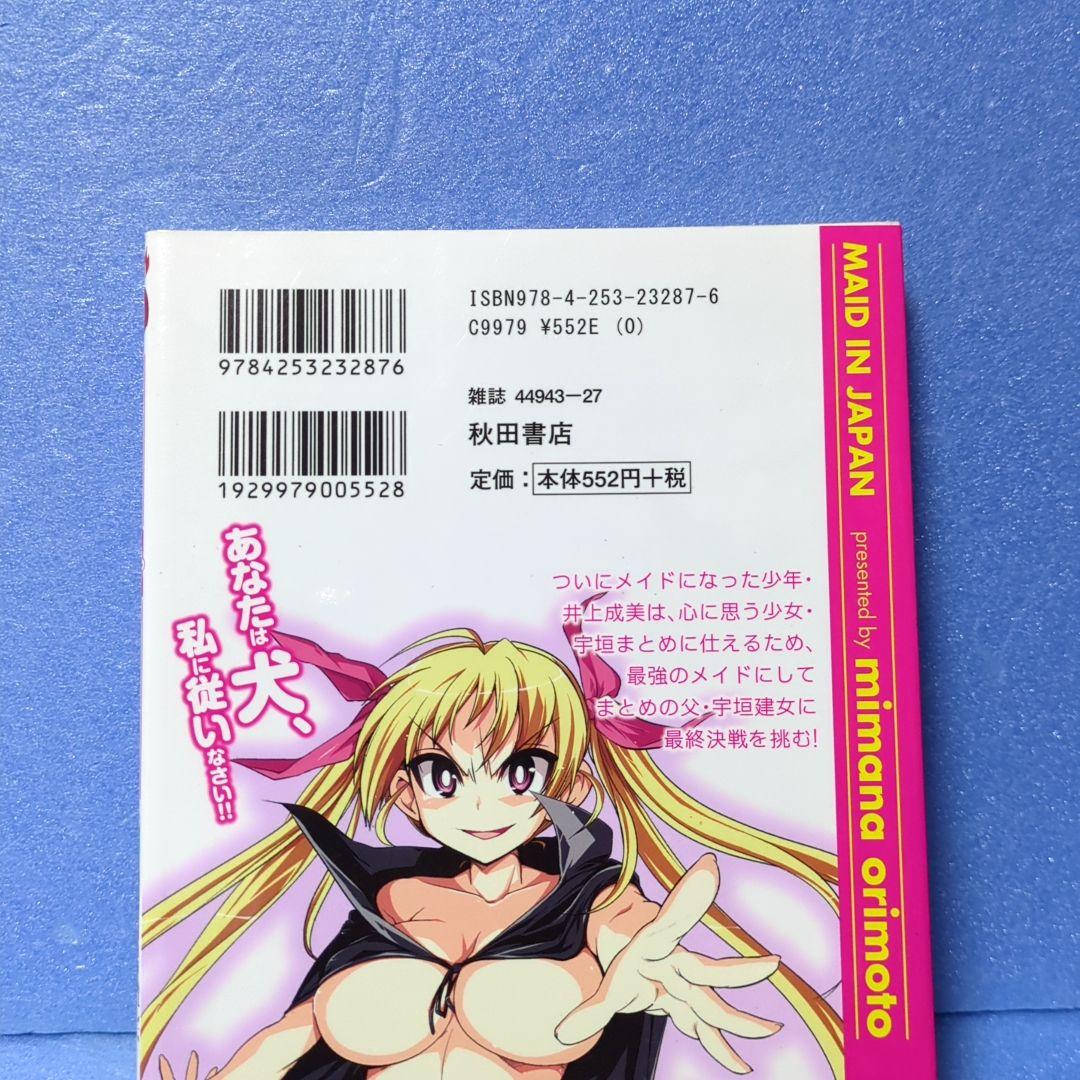 9784253232876
1929979005528
ISBN978-4-253-23287-6
C9979 ¥552E (0)
雑誌 44943-27
秋田書店
定価：本体552円+税
あなたは犬、
私に従いなさい!!
ついにメイドになった少年・
井上成美は、心に思う少女・
宇垣まとめに仕えるため、
最強のメイドにして
まとめの父・宇垣建女に
最終決戦を挑む!
MAID IN JAPAN presented by mimana orimoto